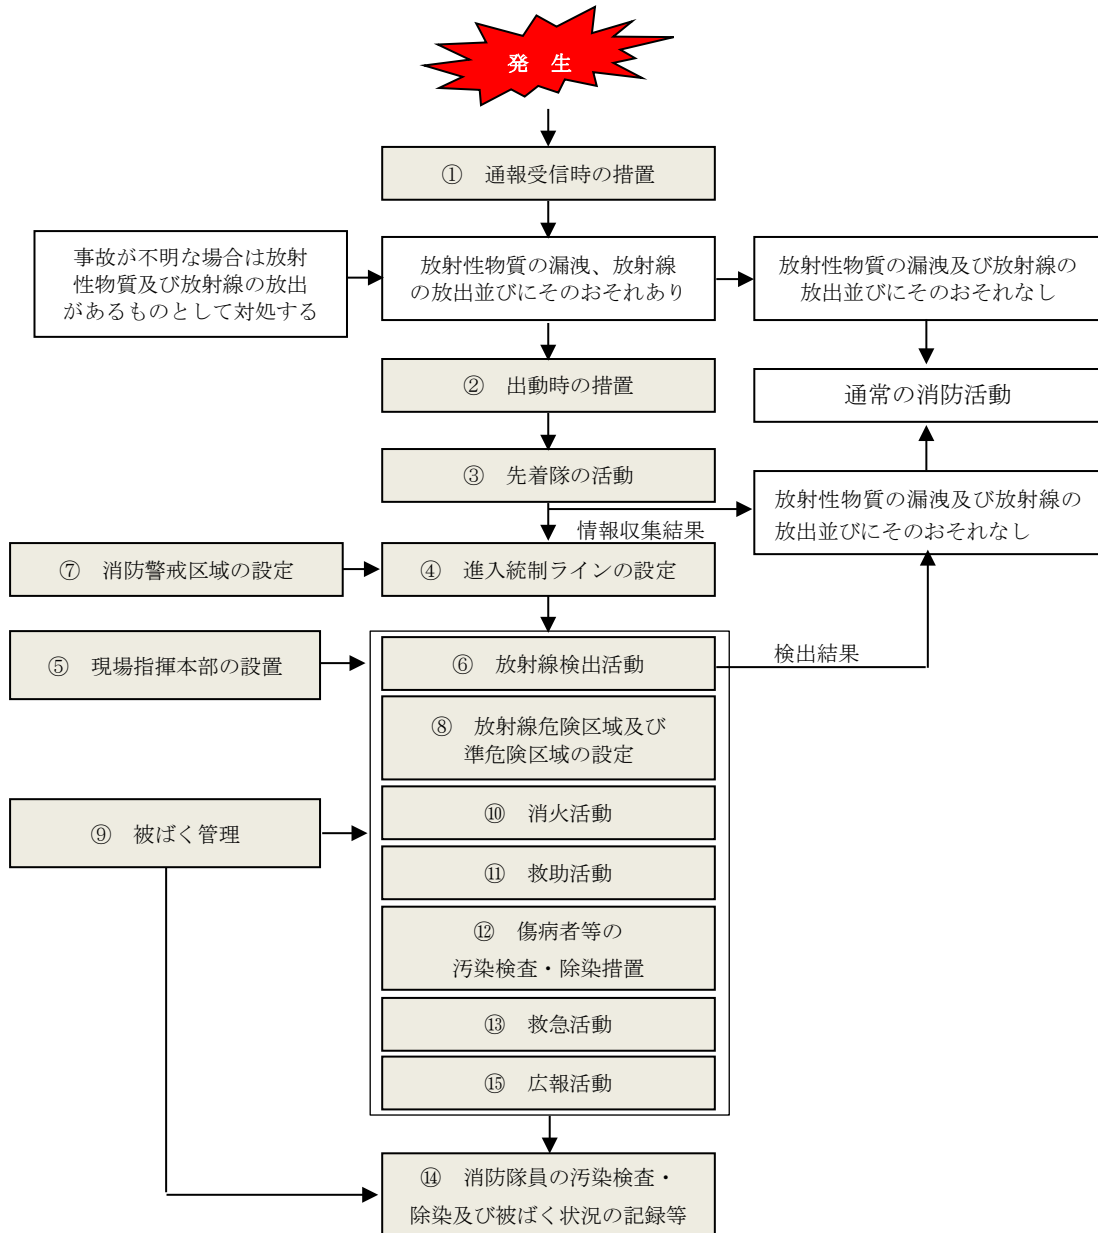 発 生
① 通報受信時の措置
事故が不明な場合は放射
性物質及び放射線の放出
があるものとして対処する
放射性物質の漏洩、放射線
の放出並びにそのおそれあり
放射性物質の漏洩及び放射線の
放出並びにそのおそれなし
② 出動時の措置
通常の消防活動
③ 先着隊の活動
放射性物質の漏洩及び放射線の
放出並びにそのおそれなし
情報収集結果
⑦ 消防警戒区域の設定
④ 進入統制ラインの設定
⑤ 現場指揮本部の設置
⑥ 放射線検出活動
検出結果
⑧ 放射線危険区域及び
準危険区域の設定
⑩ 消火活動
⑨ 被ばく管理
⑪ 救助活動
⑫ 傷病者等の
汚染検査・除染措置
⑬ 救急活動
⑮ 広報活動
⑭ 消防隊員の汚染検査・
除染及び被ばく状況の記録等